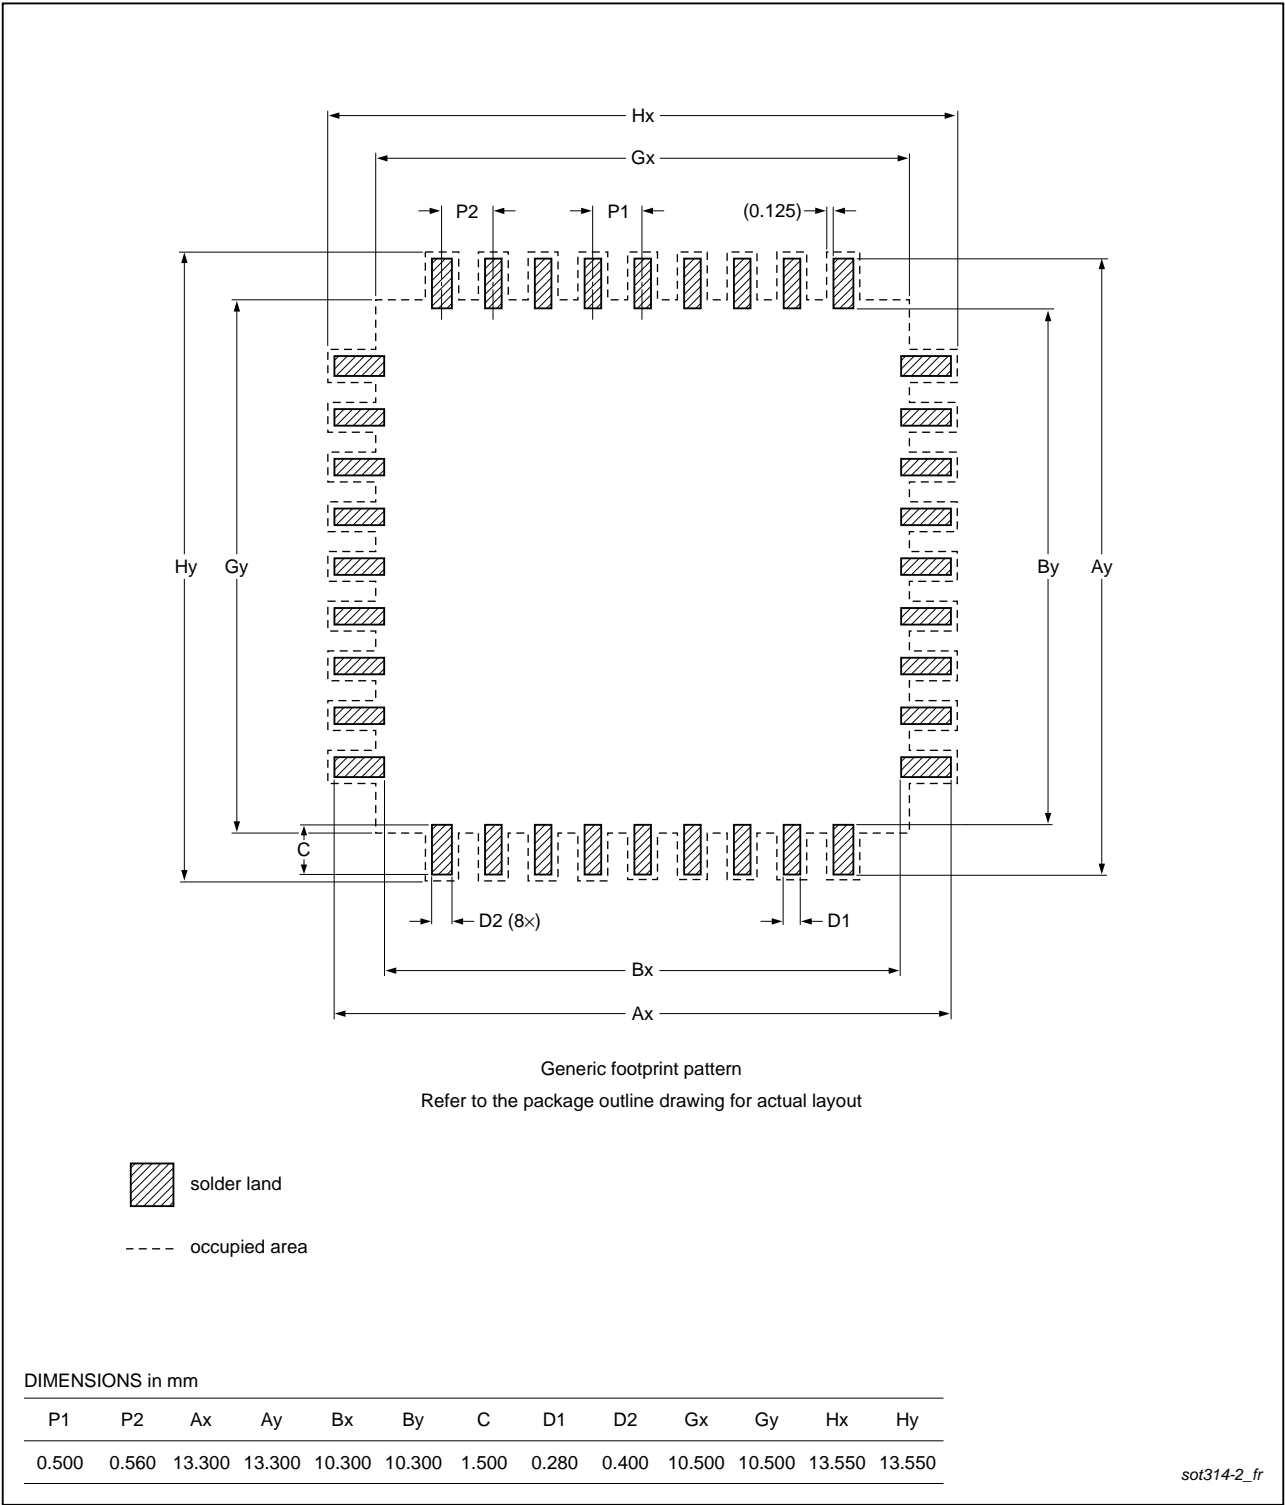 Hx
Gx
P2
P1
(0.125)
Hy
Gy
By
Ay
C
D2 (8×)
D1
Bx
Ax
Generic footprint pattern
Refer to the package outline drawing for actual layout
solder land
occupied area
DIMENSIONS in mm
P1 P2 Ax Ay Bx By C D1 D2 Gx Gy Hx Hy
0.500 0.560 13.300 13.300 10.300 10.300 1.500 0.280 0.400 10.500 10.500 13.550 13.550
sot314-2_fr